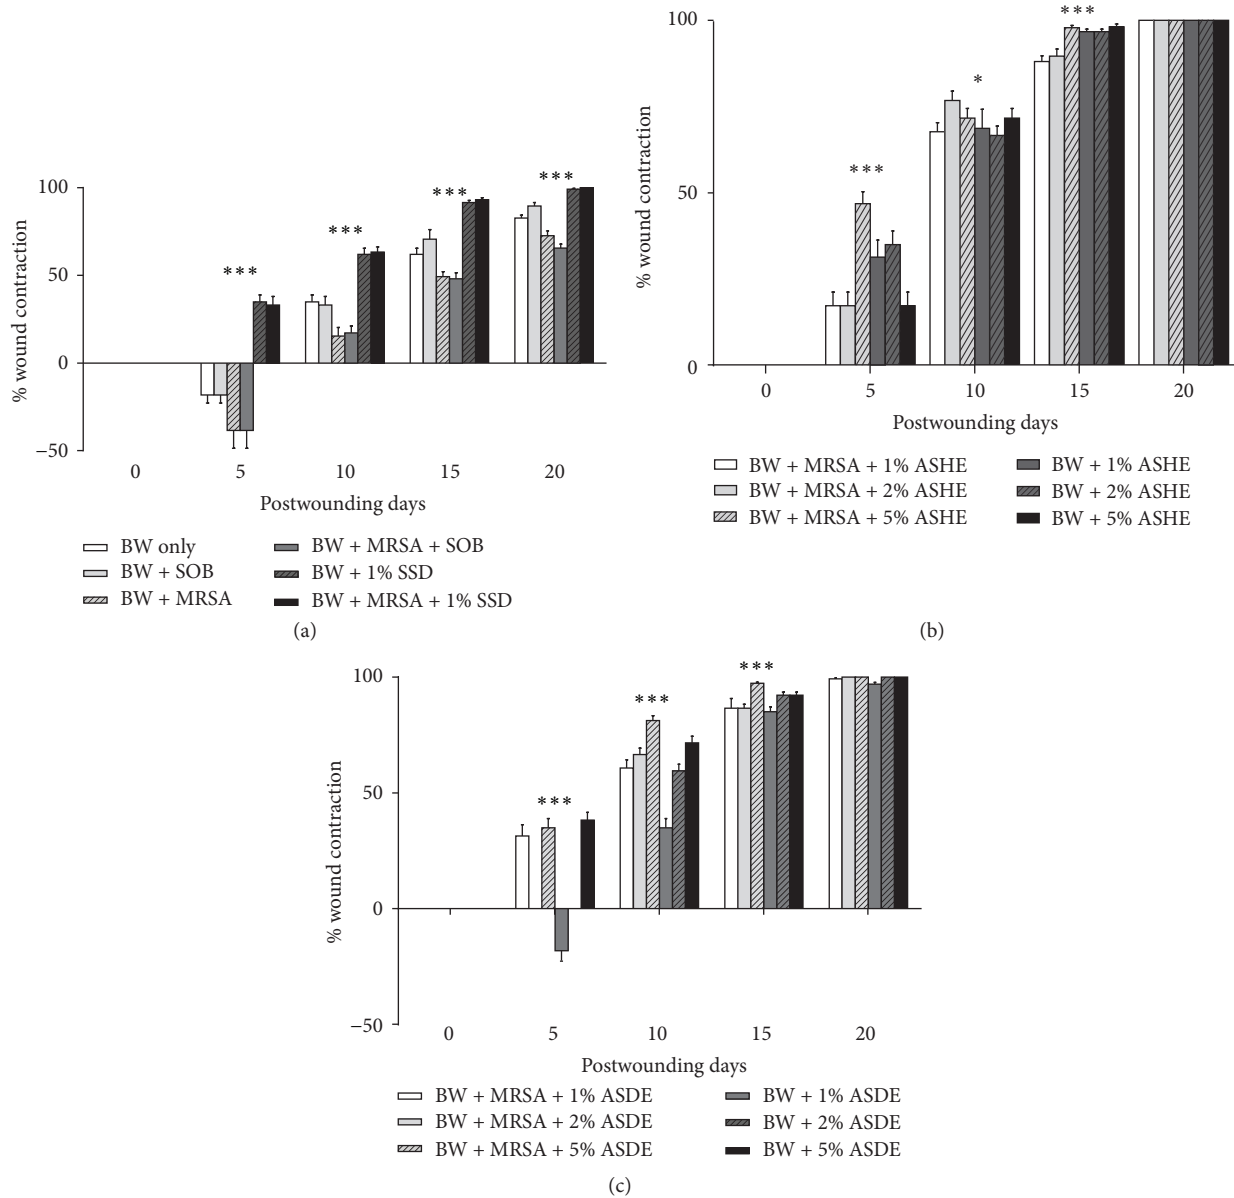 % wound contraction
100
50
0
−50
***
***
***
***
0 5 10 15 20
Postwounding days
BW only
BW + SOB
BW + MRSA
BW + MRSA + SOB
BW + 1% SSD
BW + MRSA + 1% SSD
(a)
% wound contraction
100
50
0
***
*
***
0 5 10 15 20
Postwounding days
BW + MRSA + 1% ASHE
BW + MRSA + 2% ASHE
BW + MRSA + 5% ASHE
BW + 1% ASHE
BW + 2% ASHE
BW + 5% ASHE
(b)
% wound contraction
100
50
0
−50
***
***
***
0 5 10 15 20
Postwounding days
BW + MRSA + 1% ASDE
BW + MRSA + 2% ASDE
BW + MRSA + 5% ASDE
BW + 1% ASDE
BW + 2% ASDE
BW + 5% ASDE
(c)